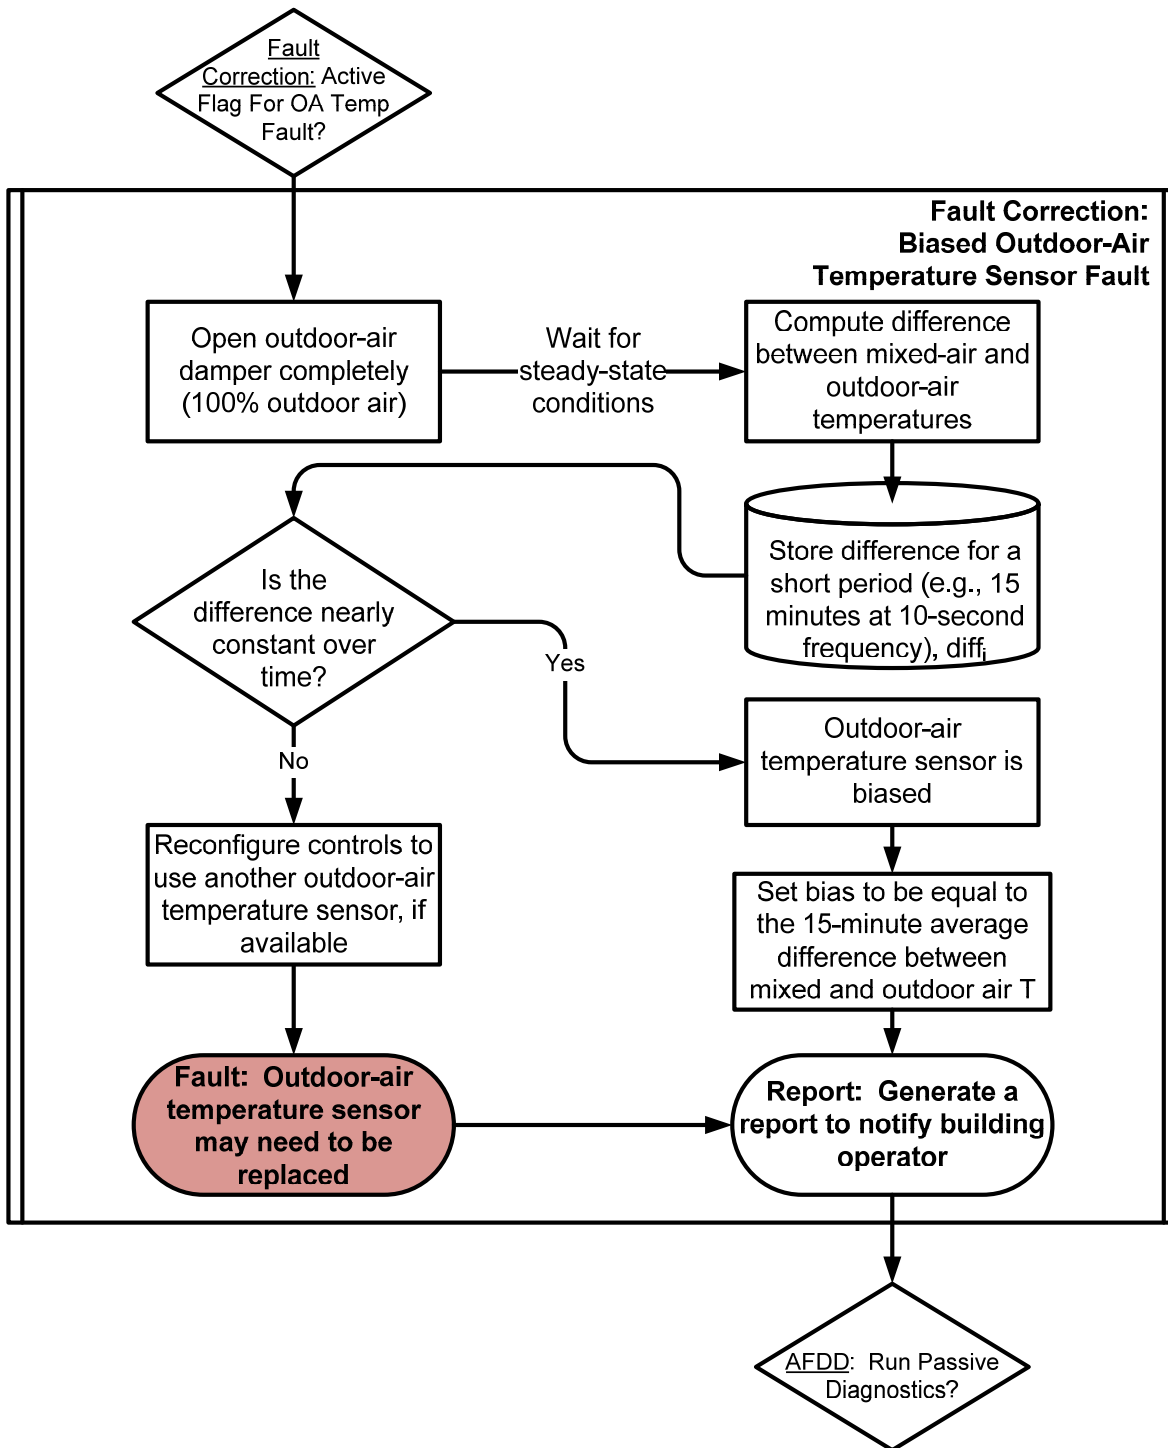 Fault
Correction: Active
Flag For OA Temp
Fault?
Fault Correction:
Biased Outdoor-Air
Temperature Sensor Fault
Open outdoor-air
damper completely
(100% outdoor air)
Wait for
steady-state
conditions
Compute difference
between mixed-air and
outdoor-air
temperatures
Store difference for a
short period (e.g., 15
minutes at 10-second
frequency), diffi
Is the
difference nearly
constant over
time?
Yes
No
Outdoor-air
temperature sensor is
biased
Reconfigure controls to
use another outdoor-air
temperature sensor, if
available
Set bias to be equal to
the 15-minute average
difference between
mixed and outdoor air T
Fault: Outdoor-air
temperature sensor
may need to be
replaced
Report: Generate a
report to notify building
operator
AFDD: Run Passive
Diagnostics?